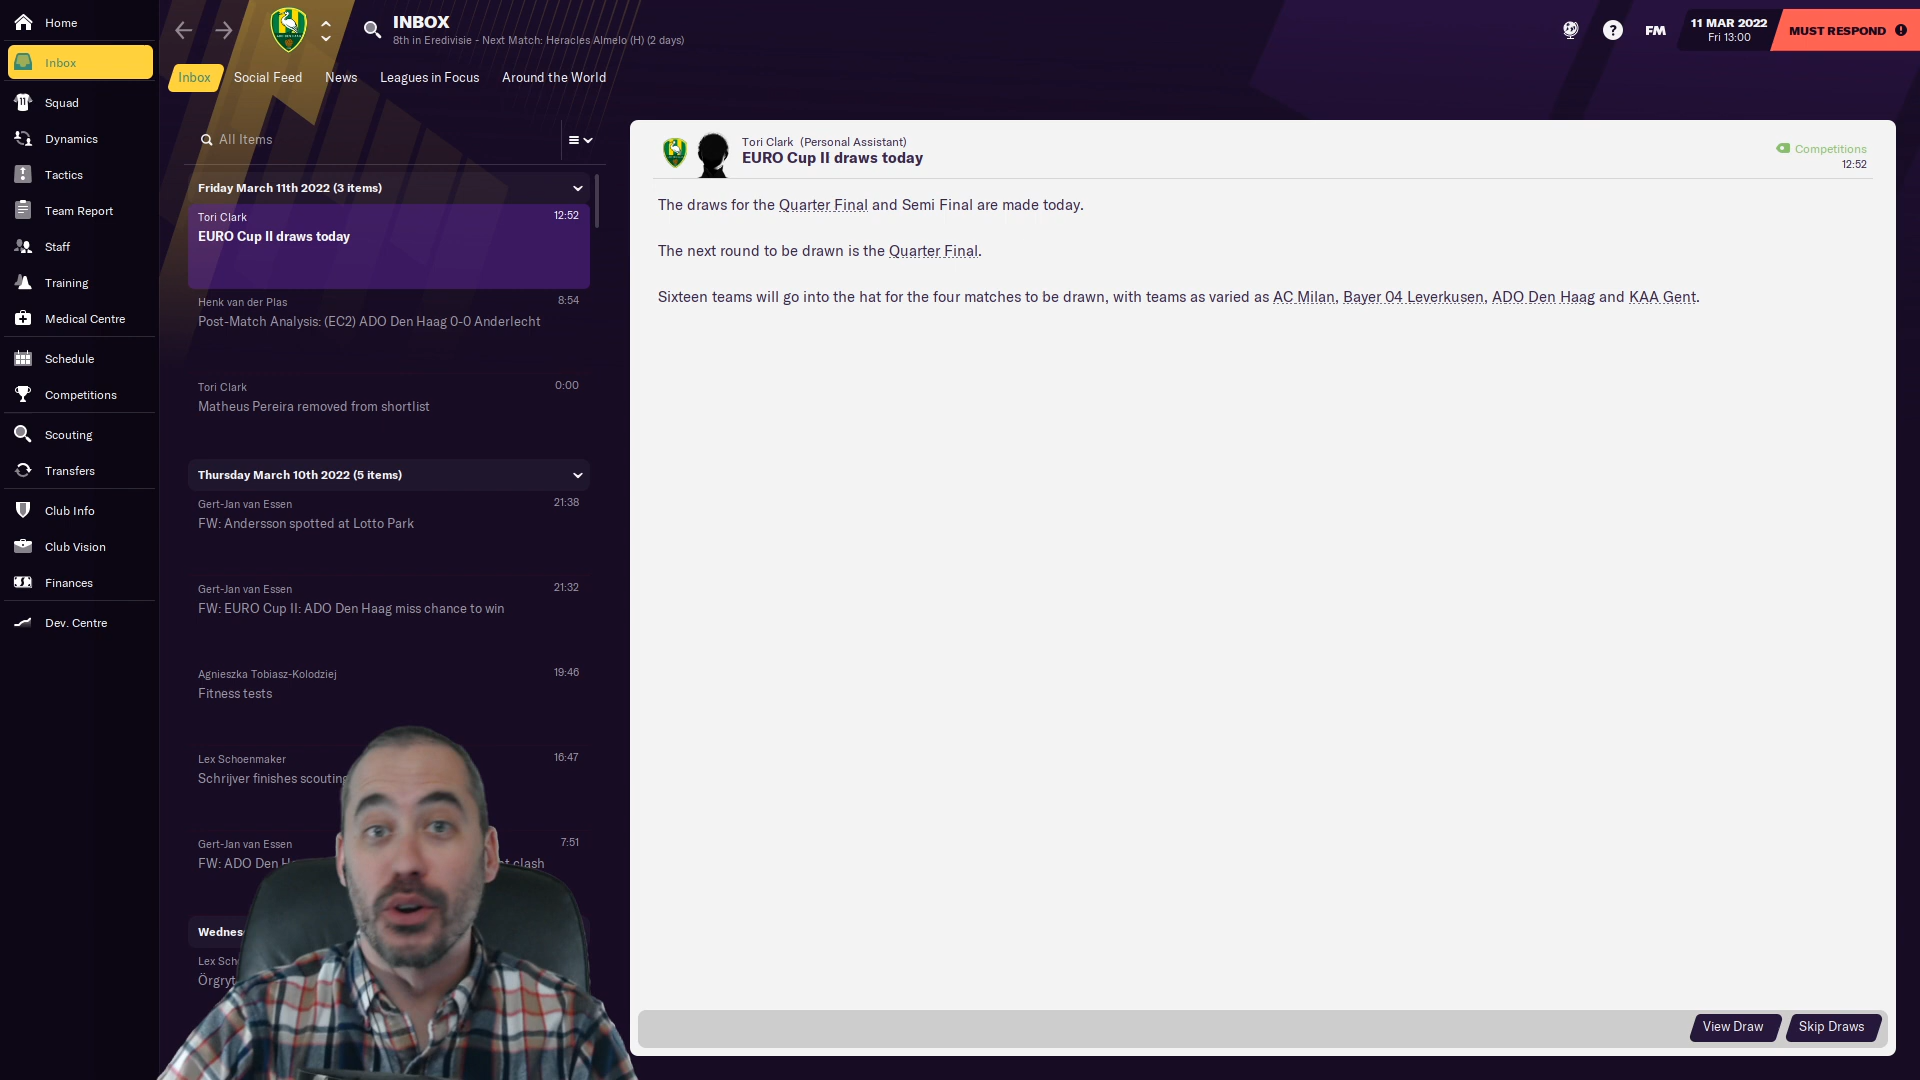 Home
Inbox
Squad
Dynamics
Tactics
Team Report
Staff
Training
Medical Centre
Schedule
Competitions
Scouting
Transfers
Club Info
Club Vision
Finances
Dev. Centre
INBOX
8th in Eredivisie - Next Match: Heracles Almelo (H) (2 days)
FM
11 MAR 2022
Fri 13:00
MUST RESPOND
Inbox Social Feed News Leagues in Focus Around the World
All Items
Friday March 11th 2022 (3 items)
Tori Clark 12:52
EURO Cup II draws today
Henk van der Plas 8:54
Post-Match Analysis: (EC2) ADO Den Haag 0-0 Anderlecht
Tori Clark 0:00
Matheus Pereira removed from shortlist
Thursday March 10th 2022 (5 items)
Gert-Jan van Essen 21:38
FW: Andersson spotted at Lotto Park
Gert-Jan van Essen 21:32
FW: EURO Cup II: ADO Den Haag miss chance to win
Agnieszka Tobiasz-Kolodziej 19:46
Fitness tests
Lex Schoenmaker 16:47
Schrijver finishes scouting
Gert-Jan van Essen 7:51
FW: ADO Den H clash
Wednes
Lex Sch
Örgryt
Tori Clark (Personal Assistant)
EURO Cup II draws today
Competitions
12:52
The draws for the Quarter Final and Semi Final are made today.
The next round to be drawn is the Quarter Final.
Sixteen teams will go into the hat for the four matches to be drawn, with teams as varied as AC Milan, Bayer 04 Leverkusen, ADO Den Haag and KAA Gent.
View Draw Skip Draws